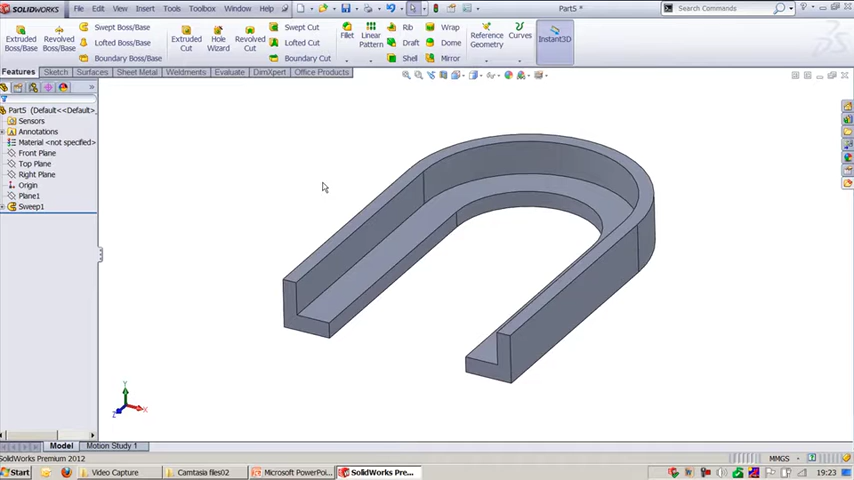 SOLIDWORKS File Edit View Insert Tools Toolbox Window Help Part5 * Search Commands
Extruded Boss/Base
Revolved Boss/Base
Swept Boss/Base
Lofted Boss/Base
Boundary Boss/Base
Extruded Cut
Hole Wizard
Revolved Cut
Swept Cut
Lofted Cut
Boundary Cut
Fillet
Linear Pattern
Rib
Draft
Shell
Wrap
Dome
Mirror
Reference Geometry
Curves
Instant3D
Features Sketch Surfaces Sheet Metal Weldments Evaluate DimXpert Office Products
Part5 (Default<<Default>_
Sensors
Annotations
Material <not specified>
Front Plane
Top Plane
Right Plane
Origin
Plane1
Sweep1
Y
X
Z
Model Motion Study 1
SolidWorks Premium 2012 MMGS
Start Video Capture Camtasia files02 Microsoft PowerPoi... SolidWorks Pre... 19:23